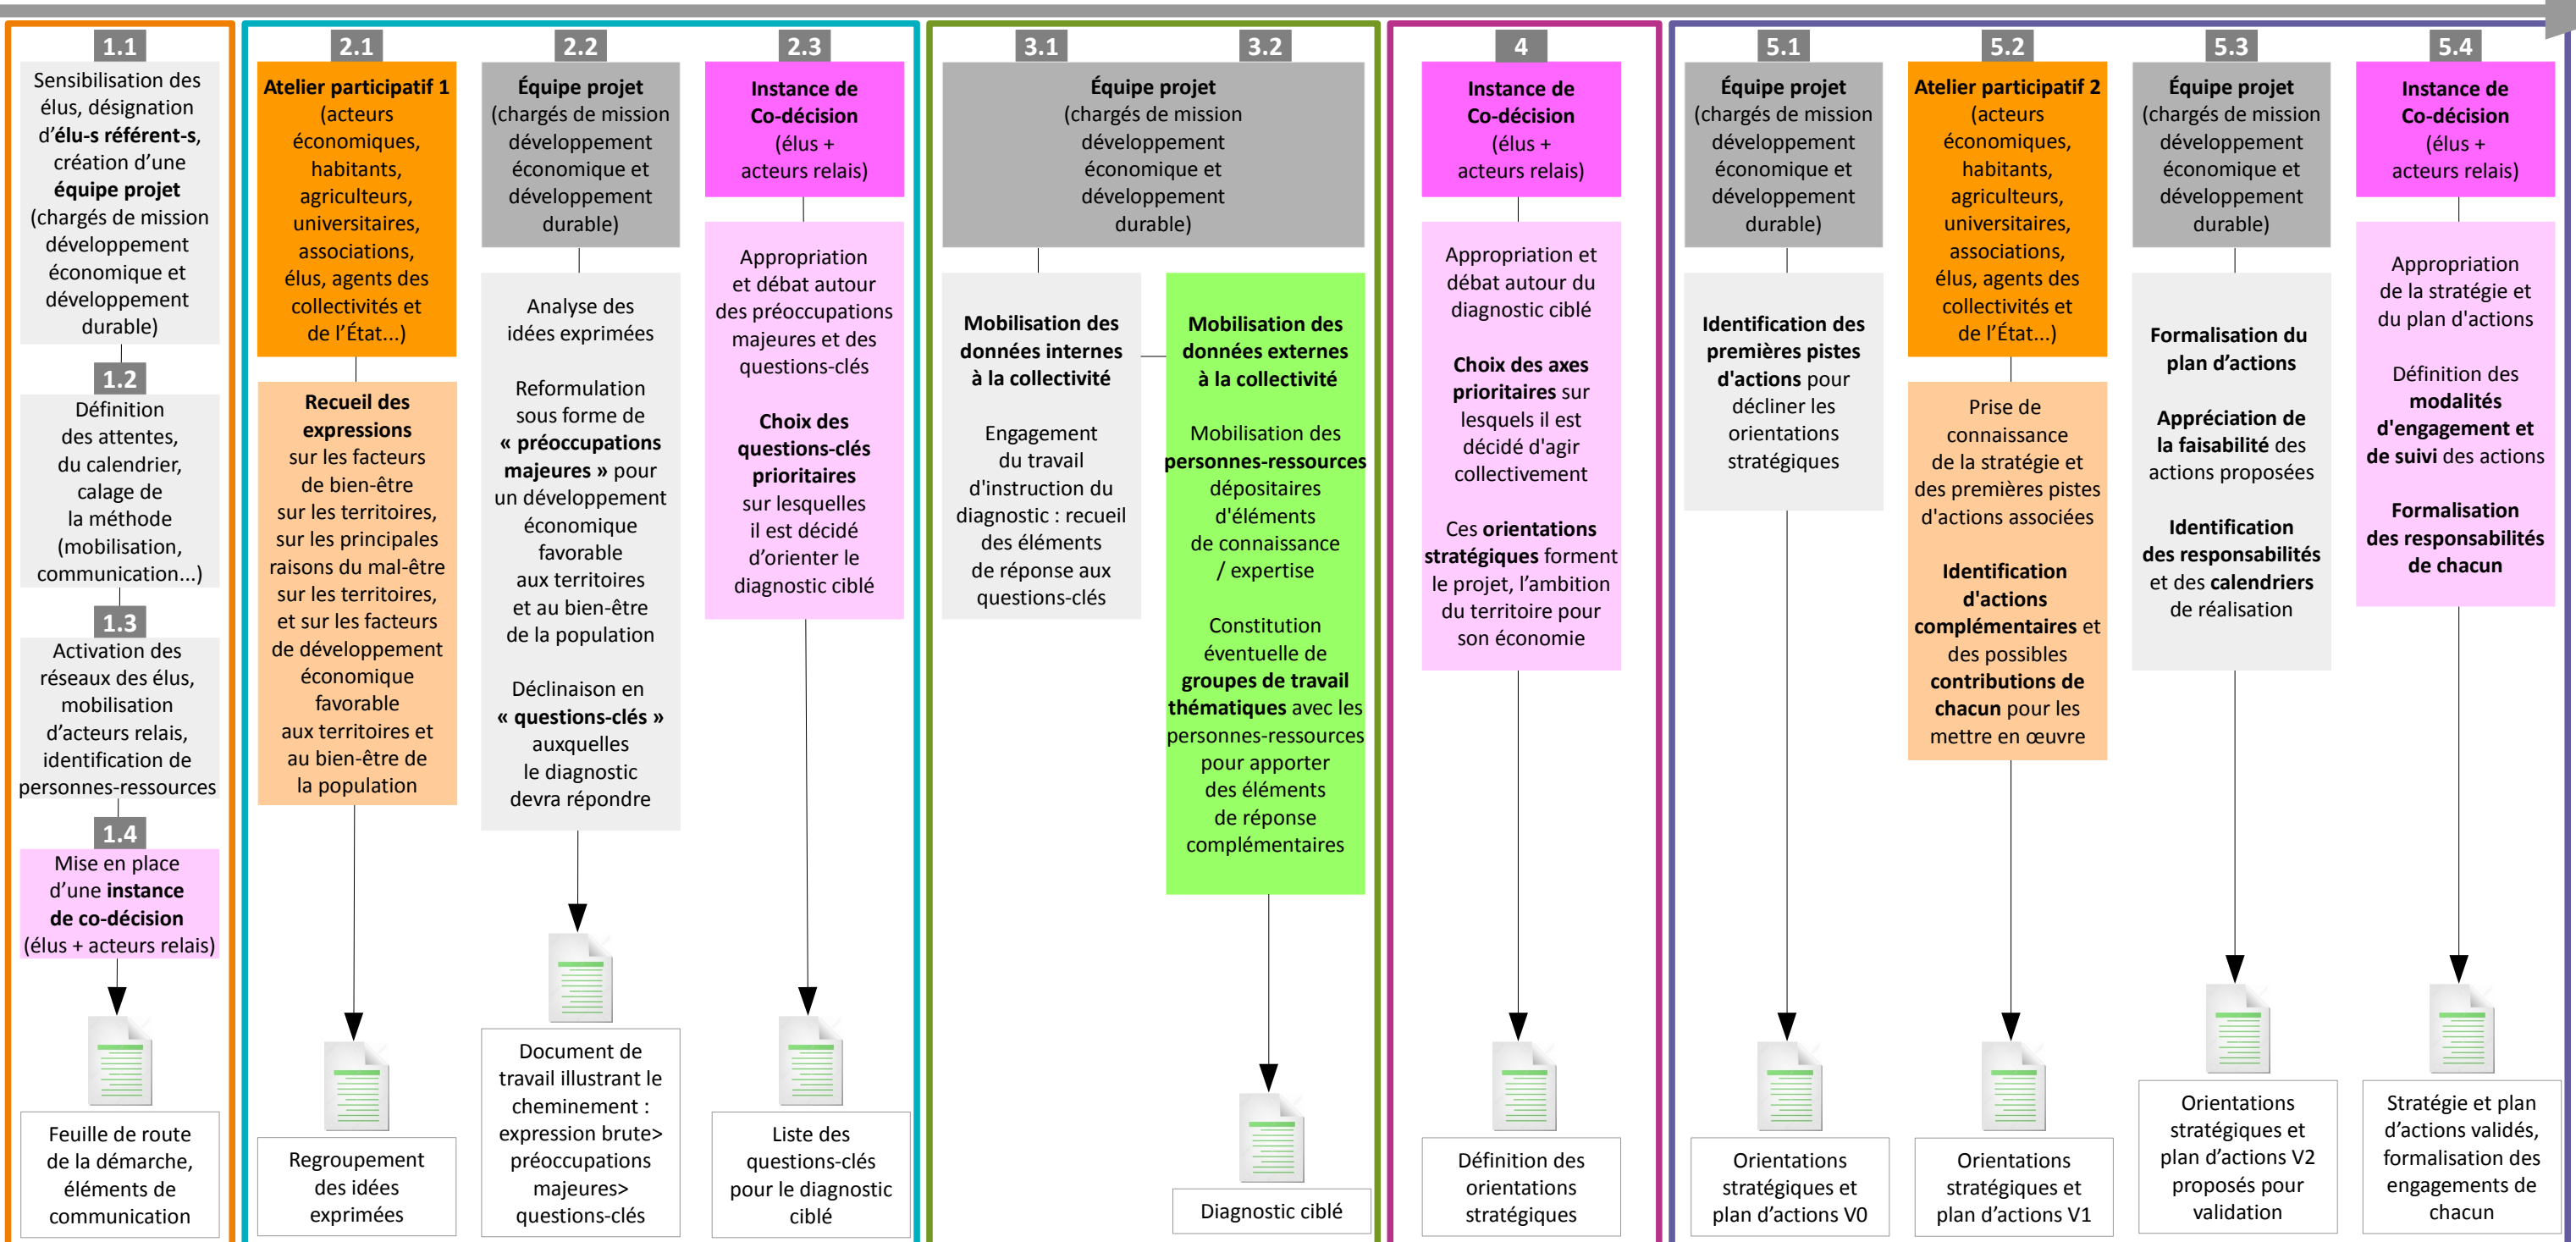 1.1
Sensibilisation des
élus, désignation
d’élu-s référent-s,
création d’une
équipe projet
(chargés de mission
développement
économique et
développement
durable)
1.2
Définition
des attentes,
du calendrier,
calage de
la méthode
(mobilisation,
communication...)
1.3
Activation des
réseaux des élus,
mobilisation
d’acteurs relais,
identification de
personnes-ressources
1.4
Mise en place
d’une instance
de co-décision
(élus + acteurs relais)
Feuille de route
de la démarche,
éléments de
communication
2.1
Atelier participatif 1
(acteurs
économiques,
habitants,
agriculteurs,
universitaires,
associations,
élus, agents des
collectivités et
de l’État...)
Recueil des
expressions
sur les facteurs
de bien-être
sur les territoires,
sur les principales
raisons du mal-être
sur les territoires,
et sur les facteurs
de développement
économique
favorable
aux territoires et
au bien-être de
la population
Regroupement
des idées
exprimées
2.2
Équipe projet
(chargés de mission
développement
économique et
développement
durable)
Analyse des
idées exprimées
Reformulation
sous forme de
« préoccupations
majeures » pour
un développement
économique
favorable
aux territoires
et au bien-être
de la population
Déclinaison en
« questions-clés »
auxquelles
le diagnostic
devra répondre
Document de
travail illustrant le
cheminement :
expression brute>
préoccupations
majeures>
questions-clés
2.3
Instance de
Co-décision
(élus +
acteurs relais)
Appropriation
et débat autour
des préoccupations
majeures et des
questions-clés
Choix des
questions-clés
prioritaires
sur lesquelles
il est décidé
d’orienter le
diagnostic ciblé
Liste des
questions-clés
pour le diagnostic
ciblé
3.1
3.2
Équipe projet
(chargés de mission
développement
économique et
développement
durable)
Mobilisation des
données internes
à la collectivité
Engagement
du travail
d'instruction du
diagnostic : recueil
des éléments
de réponse aux
questions-clés
Mobilisation des
données externes
à la collectivité
Mobilisation des
personnes-ressources
dépositaires
d'éléments
de connaissance
/ expertise
Constitution
éventuelle de
groupes de travail
thématiques avec les
personnes-ressources
pour apporter
des éléments
de réponse
complémentaires
Diagnostic ciblé
4
Instance de
Co-décision
(élus +
acteurs relais)
Appropriation et
débat autour du
diagnostic ciblé
Choix des axes
prioritaires sur
lesquels il est
décidé d'agir
collectivement
Ces orientations
stratégiques forment
le projet, l’ambition
du territoire pour
son économie
Définition des
orientations
stratégiques
5.1
Équipe projet
(chargés de mission
développement
économique et
développement
durable)
Identification des
premières pistes
d'actions pour
décliner les
orientations
stratégiques
Orientations
stratégiques et
plan d’actions V0
5.2
Atelier participatif 2
(acteurs
économiques,
habitants,
agriculteurs,
universitaires,
associations,
élus, agents des
collectivités et
de l’État...)
Prise de
connaissance
de la stratégie et
des premières pistes
d'actions associées
Identification
d'actions
complémentaires et
des possibles
contributions de
chacun pour les
mettre en œuvre
Orientations
stratégiques et
plan d’actions V1
5.3
Équipe projet
(chargés de mission
développement
économique et
développement
durable)
Formalisation du
plan d’actions
Appréciation de
la faisabilité des
actions proposées
Identification
des responsabilités
et des calendriers
de réalisation
Orientations
stratégiques et
plan d’actions V2
proposés pour
validation
5.4
Instance de
Co-décision
(élus +
acteurs relais)
Appropriation
de la stratégie et
du plan d'actions
Définition des
modalités
d'engagement et
de suivi des actions
Formalisation
des responsabilités
de chacun
Stratégie et plan
d’actions validés,
formalisation des
engagements de
chacun